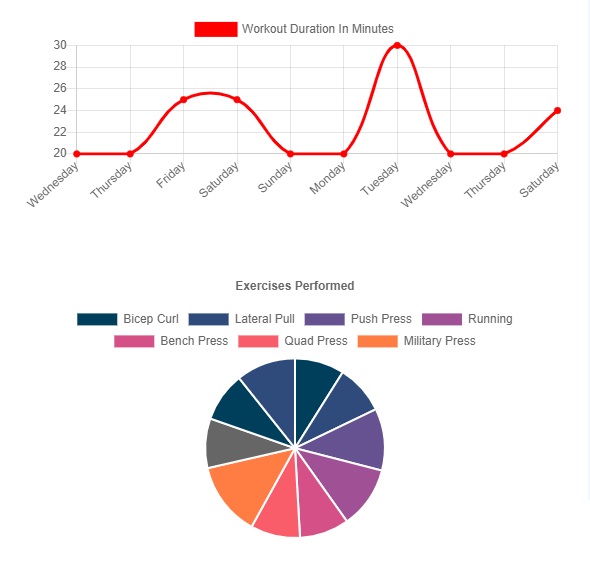 Workout Duration In Minutes
30
28
26
24
22
20
Wednesday Thursday Friday Saturday Sunday Monday Tuesday Wednesday Thursday Saturday
Exercises Performed
Bicep Curl Lateral Pull Push Press Running
Bench Press Quad Press Military Press